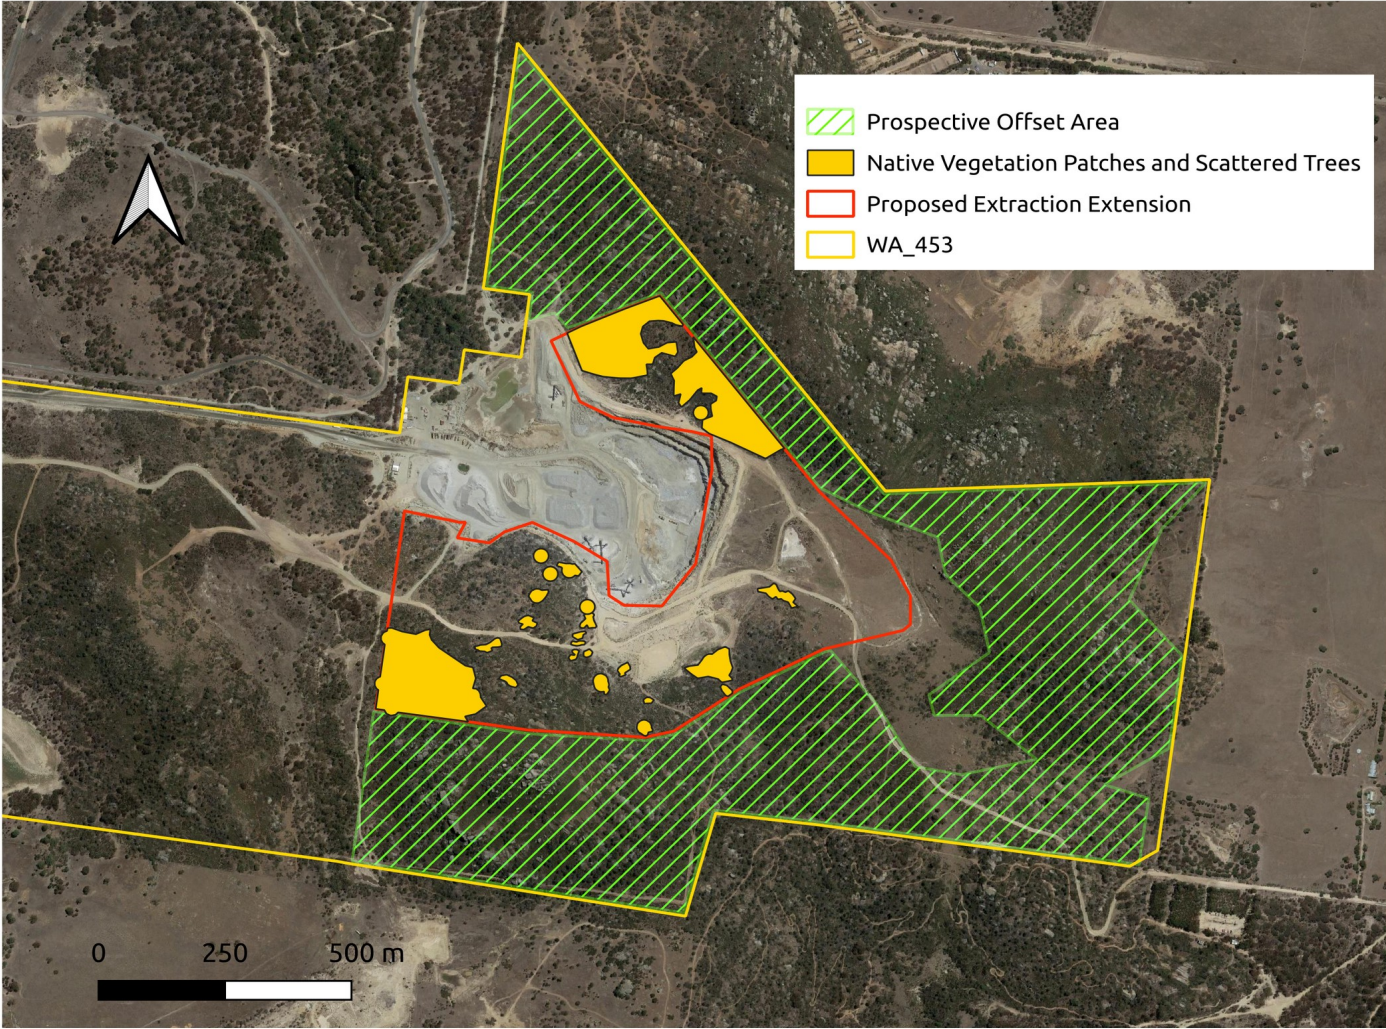 Prospective Offset Area
Native Vegetation Patches and Scattered Trees
Proposed Extraction Extension
WA_453
0 250 500 m